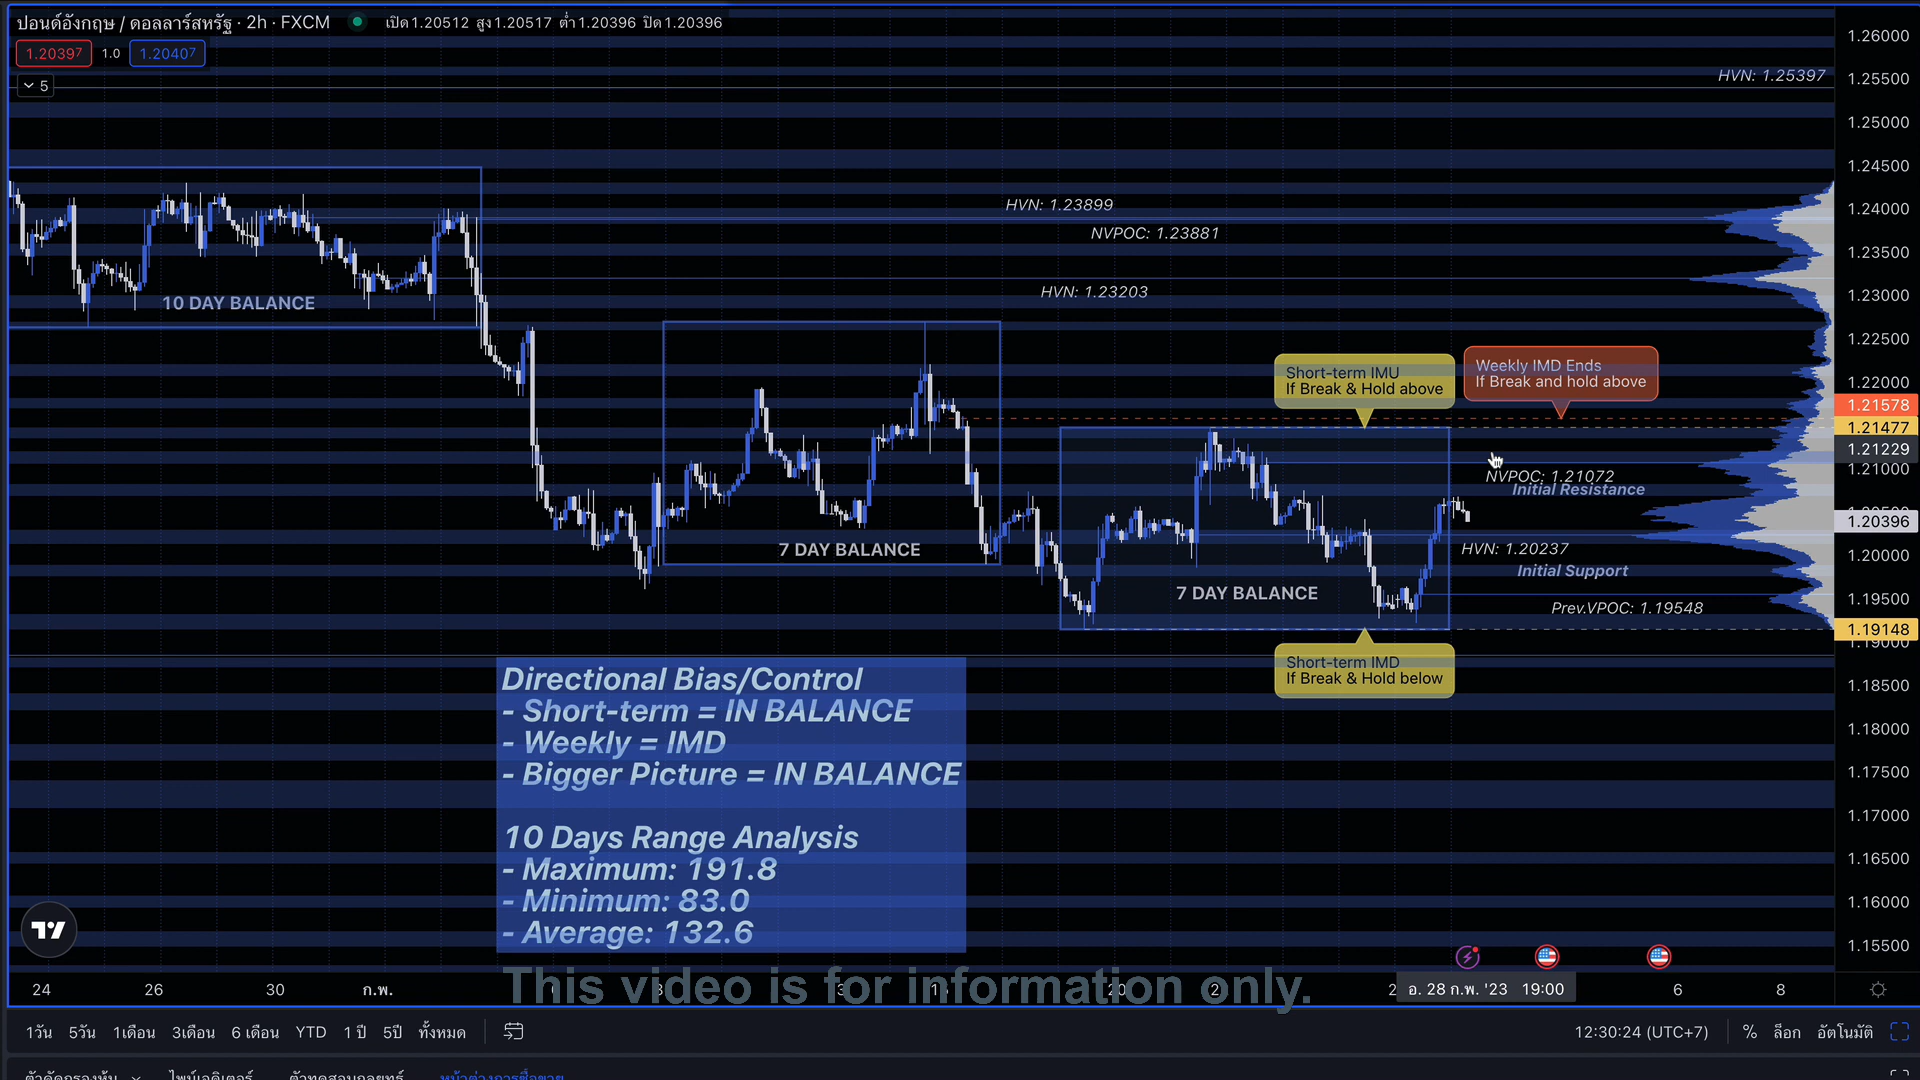 ปอนด์อังกฤษ / ดอลลาร์สหรัฐ · 2h · FXCM เปิด1.20512 สูง1.20517 ต่ำ1.20396 ปิด1.20396
1.20397 1.0 1.20407
5
1.26000
HVN: 1.25397
1.25500
1.25000
1.24500
HVN: 1.23899
1.24000
NVPOC: 1.23881
1.23500
HVN: 1.23203
1.23000
10 DAY BALANCE
1.22500
Short-term IMU
If Break & Hold above
Weekly IMD Ends
If Break and hold above
1.22000
1.21578
1.21477
1.21229
1.21000
NVPOC: 1.21072
Initial Resistance
1.20396
7 DAY BALANCE
HVN: 1.20237
1.20000
Initial Support
7 DAY BALANCE
1.19500
Prev.VPOC: 1.19548
1.19148
1.19000
Short-term IMD
If Break & Hold below
1.18500
1.18000
1.17500
1.17000
1.16500
1.16000
1.15500
Directional Bias/Control
- Short-term = IN BALANCE
- Weekly = IMD
- Bigger Picture = IN BALANCE
10 Days Range Analysis
- Maximum: 191.8
- Minimum: 83.0
- Average: 132.6
This video is for information only.
24 26 30 ก.พ. อ. 28 ก.พ. '23 19:00 6 8
1วัน 5วัน 1เดือน 3เดือน 6 เดือน YTD 1 ปี 5ปี ทั้งหมด 12:30:24 (UTC+7) % ล็อก อัตโนมัติ